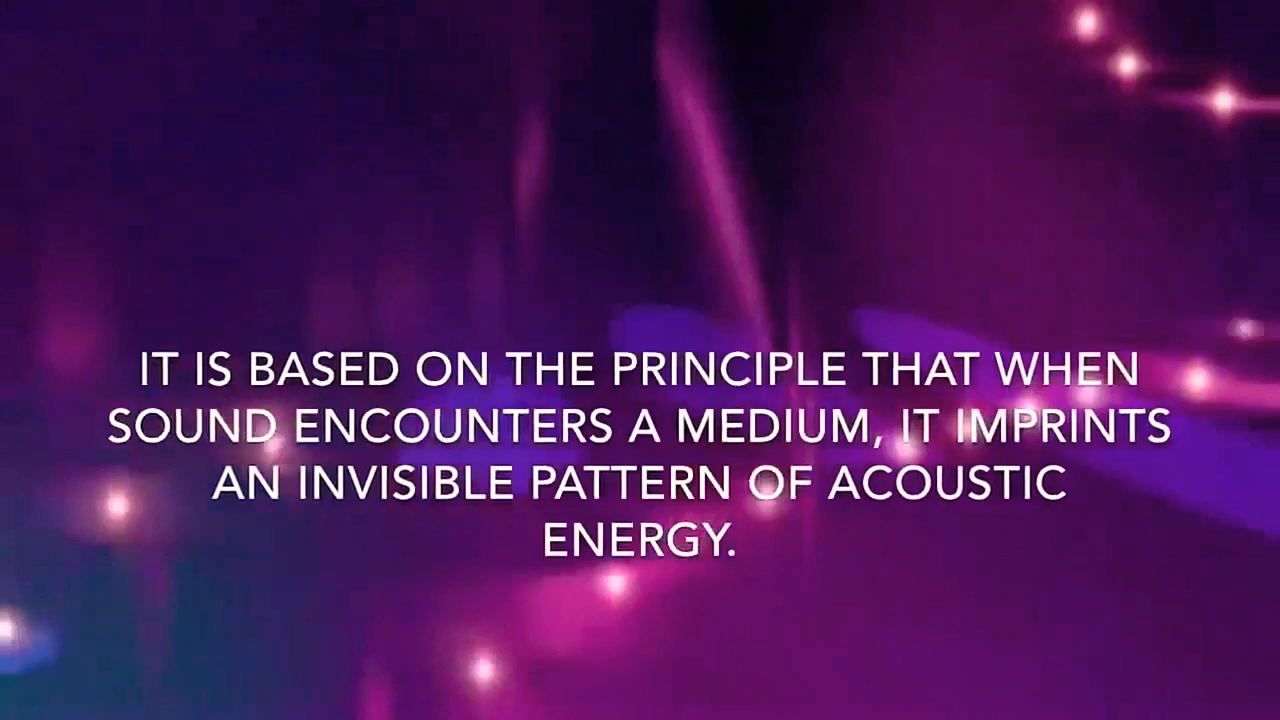 IT IS BASED ON THE PRINCIPLE THAT WHEN
SOUND ENCOUNTERS A MEDIUM, IT IMPRINTS
AN INVISIBLE PATTERN OF ACOUSTIC
ENERGY.